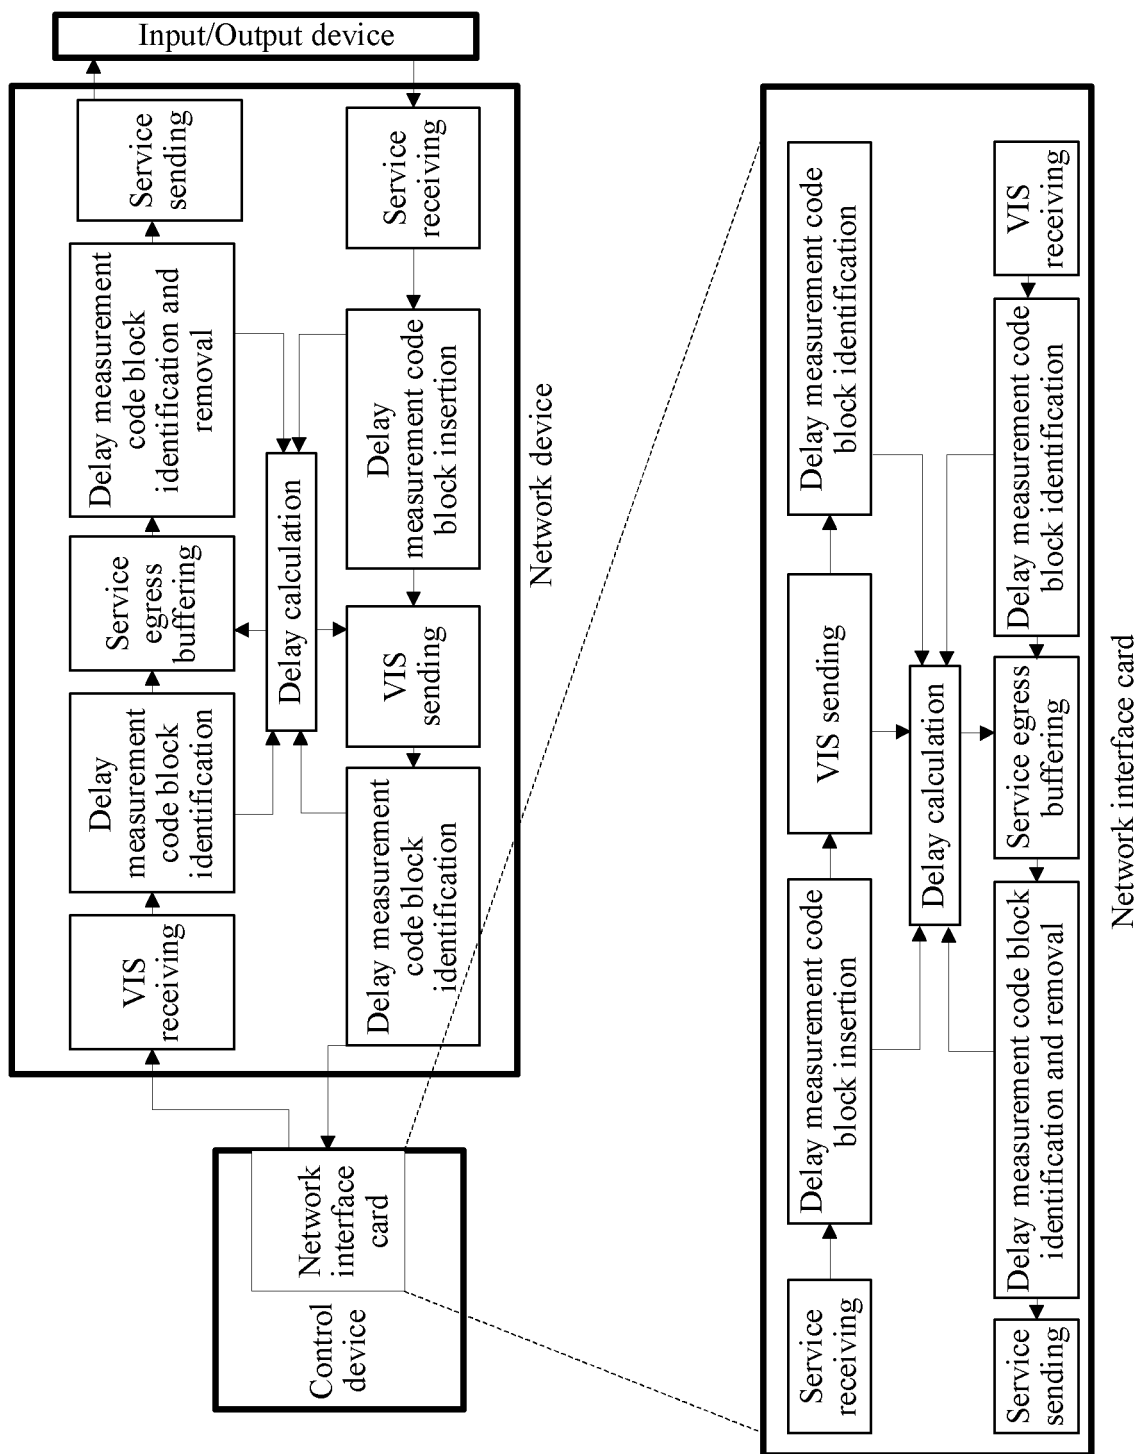 Input/Output device
Service
sending
Delay measurement
code block
identification and
removal
Service
egress
buffering
Delay
measurement
code block
identification
VIS
receiving
Delay calculation
Service
receiving
Delay
measurement code
block insertion
VIS
sending
Delay measurement
code block
identification
Network device
Network
interface
card
Control
device
Service
receiving
Delay measurement code
block insertion
VIS sending
Delay measurement code
block identification
Delay calculation
VIS
receiving
Delay measurement code
block identification
Service egress
buffering
Delay measurement code block
identification and removal
Service
sending
Network interface card